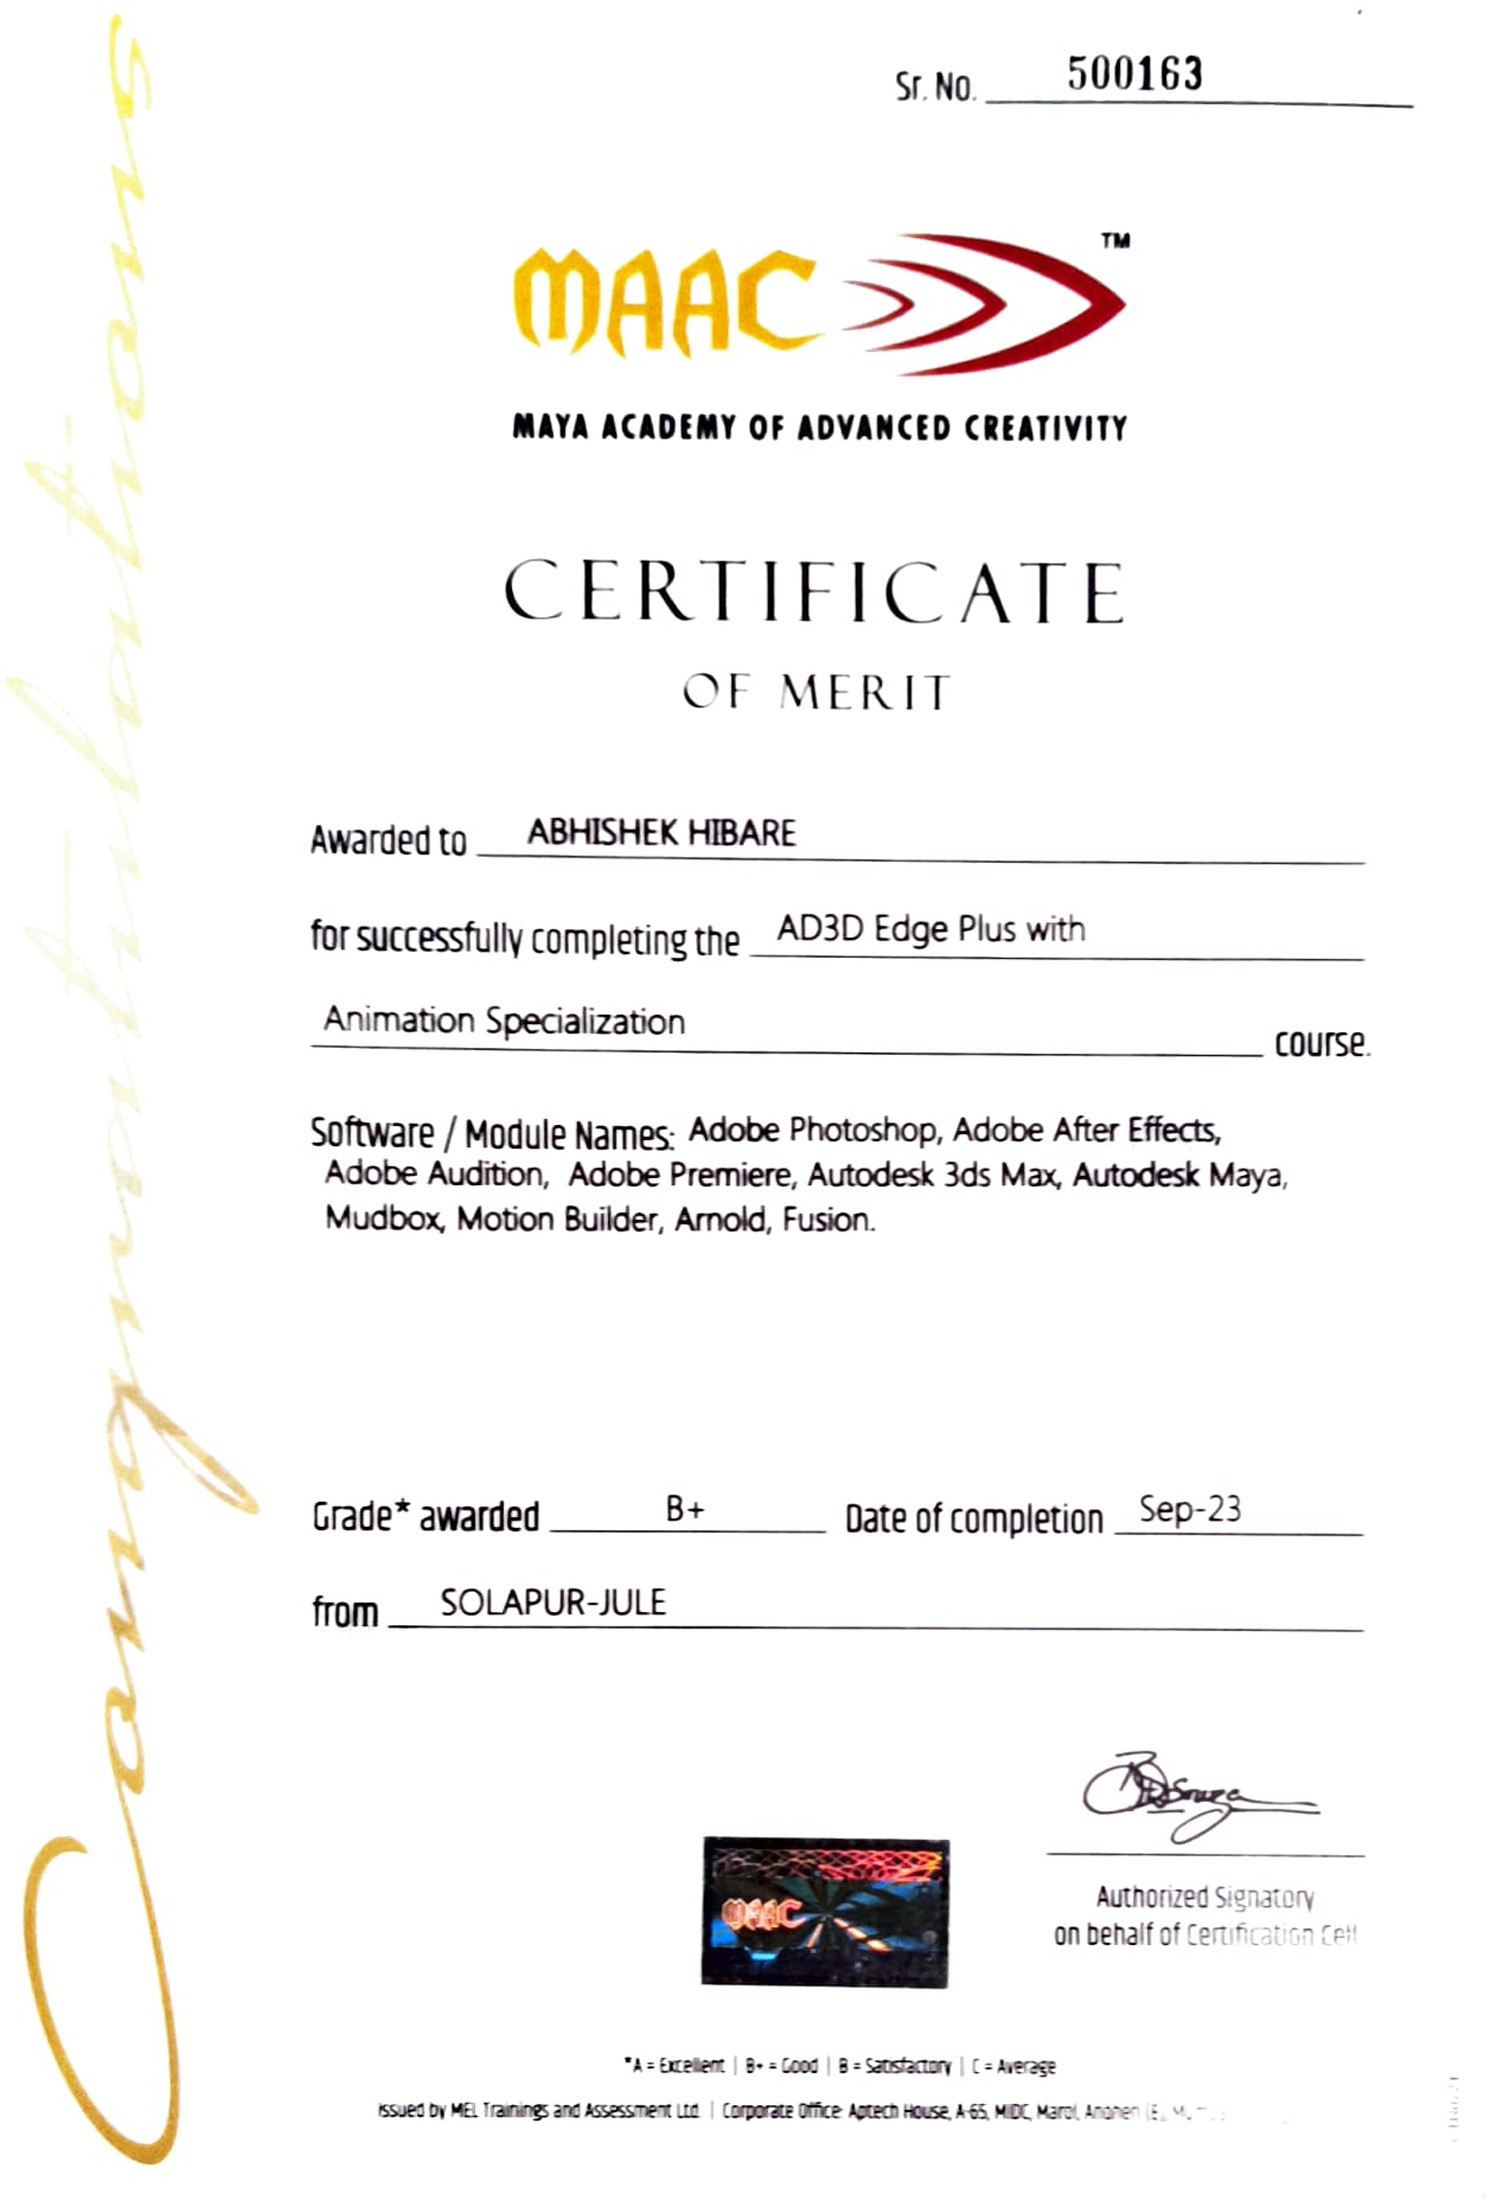 Sr. No. 500163
MAAC TM
MAYA ACADEMY OF ADVANCED CREATIVITY
CERTIFICATE
OF MERIT
Awarded to ABHISHEK HIBARE
for successfully completing the AD3D Edge Plus with
Animation Specialization course.
Software / Module Names: Adobe Photoshop, Adobe After Effects,
Adobe Audition, Adobe Premiere, Autodesk 3ds Max, Autodesk Maya,
Mudbox, Motion Builder, Arnold, Fusion.
Grade* awarded B+ Date of completion Sep-23
from SOLAPUR-JULE
MAAC
Authorized Signatory
on behalf of Certification Cell
*A = Excellent | B+ = Good | B = Satisfactory | C = Average
Issued by MEL Trainings and Assessment Ltd. | Corporate Office: Aptech House, A-65, MIDC, Marol, Andheri (E),
Congratulations